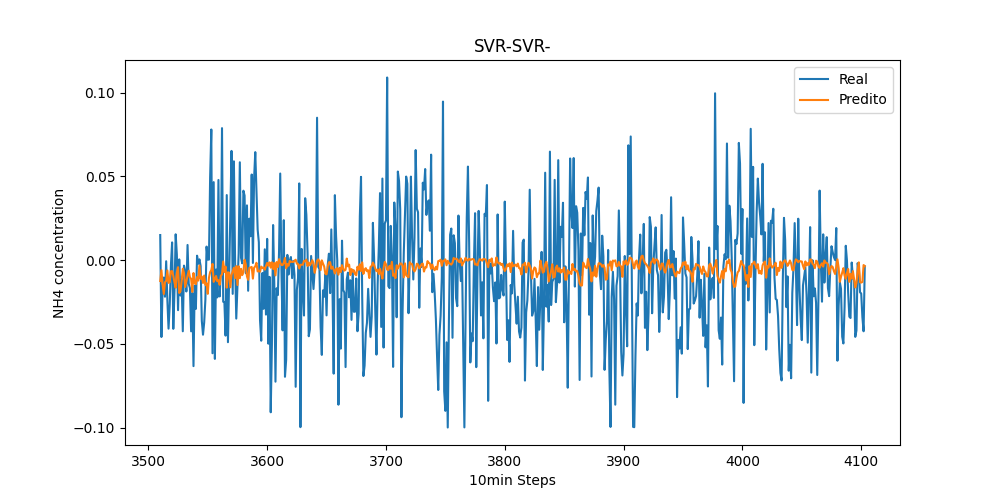 SVR-SVR-
Real
Predito
NH4 concentration
0.10
0.05
0.00
−0.05
−0.10
3500 3600 3700 3800 3900 4000 4100
10min Steps